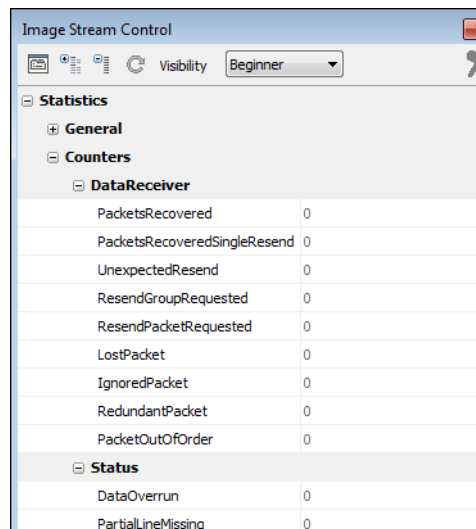 Image Stream Control
Visibility Beginner
Statistics
General
Counters
DataReceiver
PacketsRecovered 0
PacketsRecoveredSingleResend 0
UnexpectedResend 0
ResendGroupRequested 0
ResendPacketRequested 0
LostPacket 0
IgnoredPacket 0
RedundantPacket 0
PacketOutOfOrder 0
Status
DataOverrun 0
PartialLineMissing 0